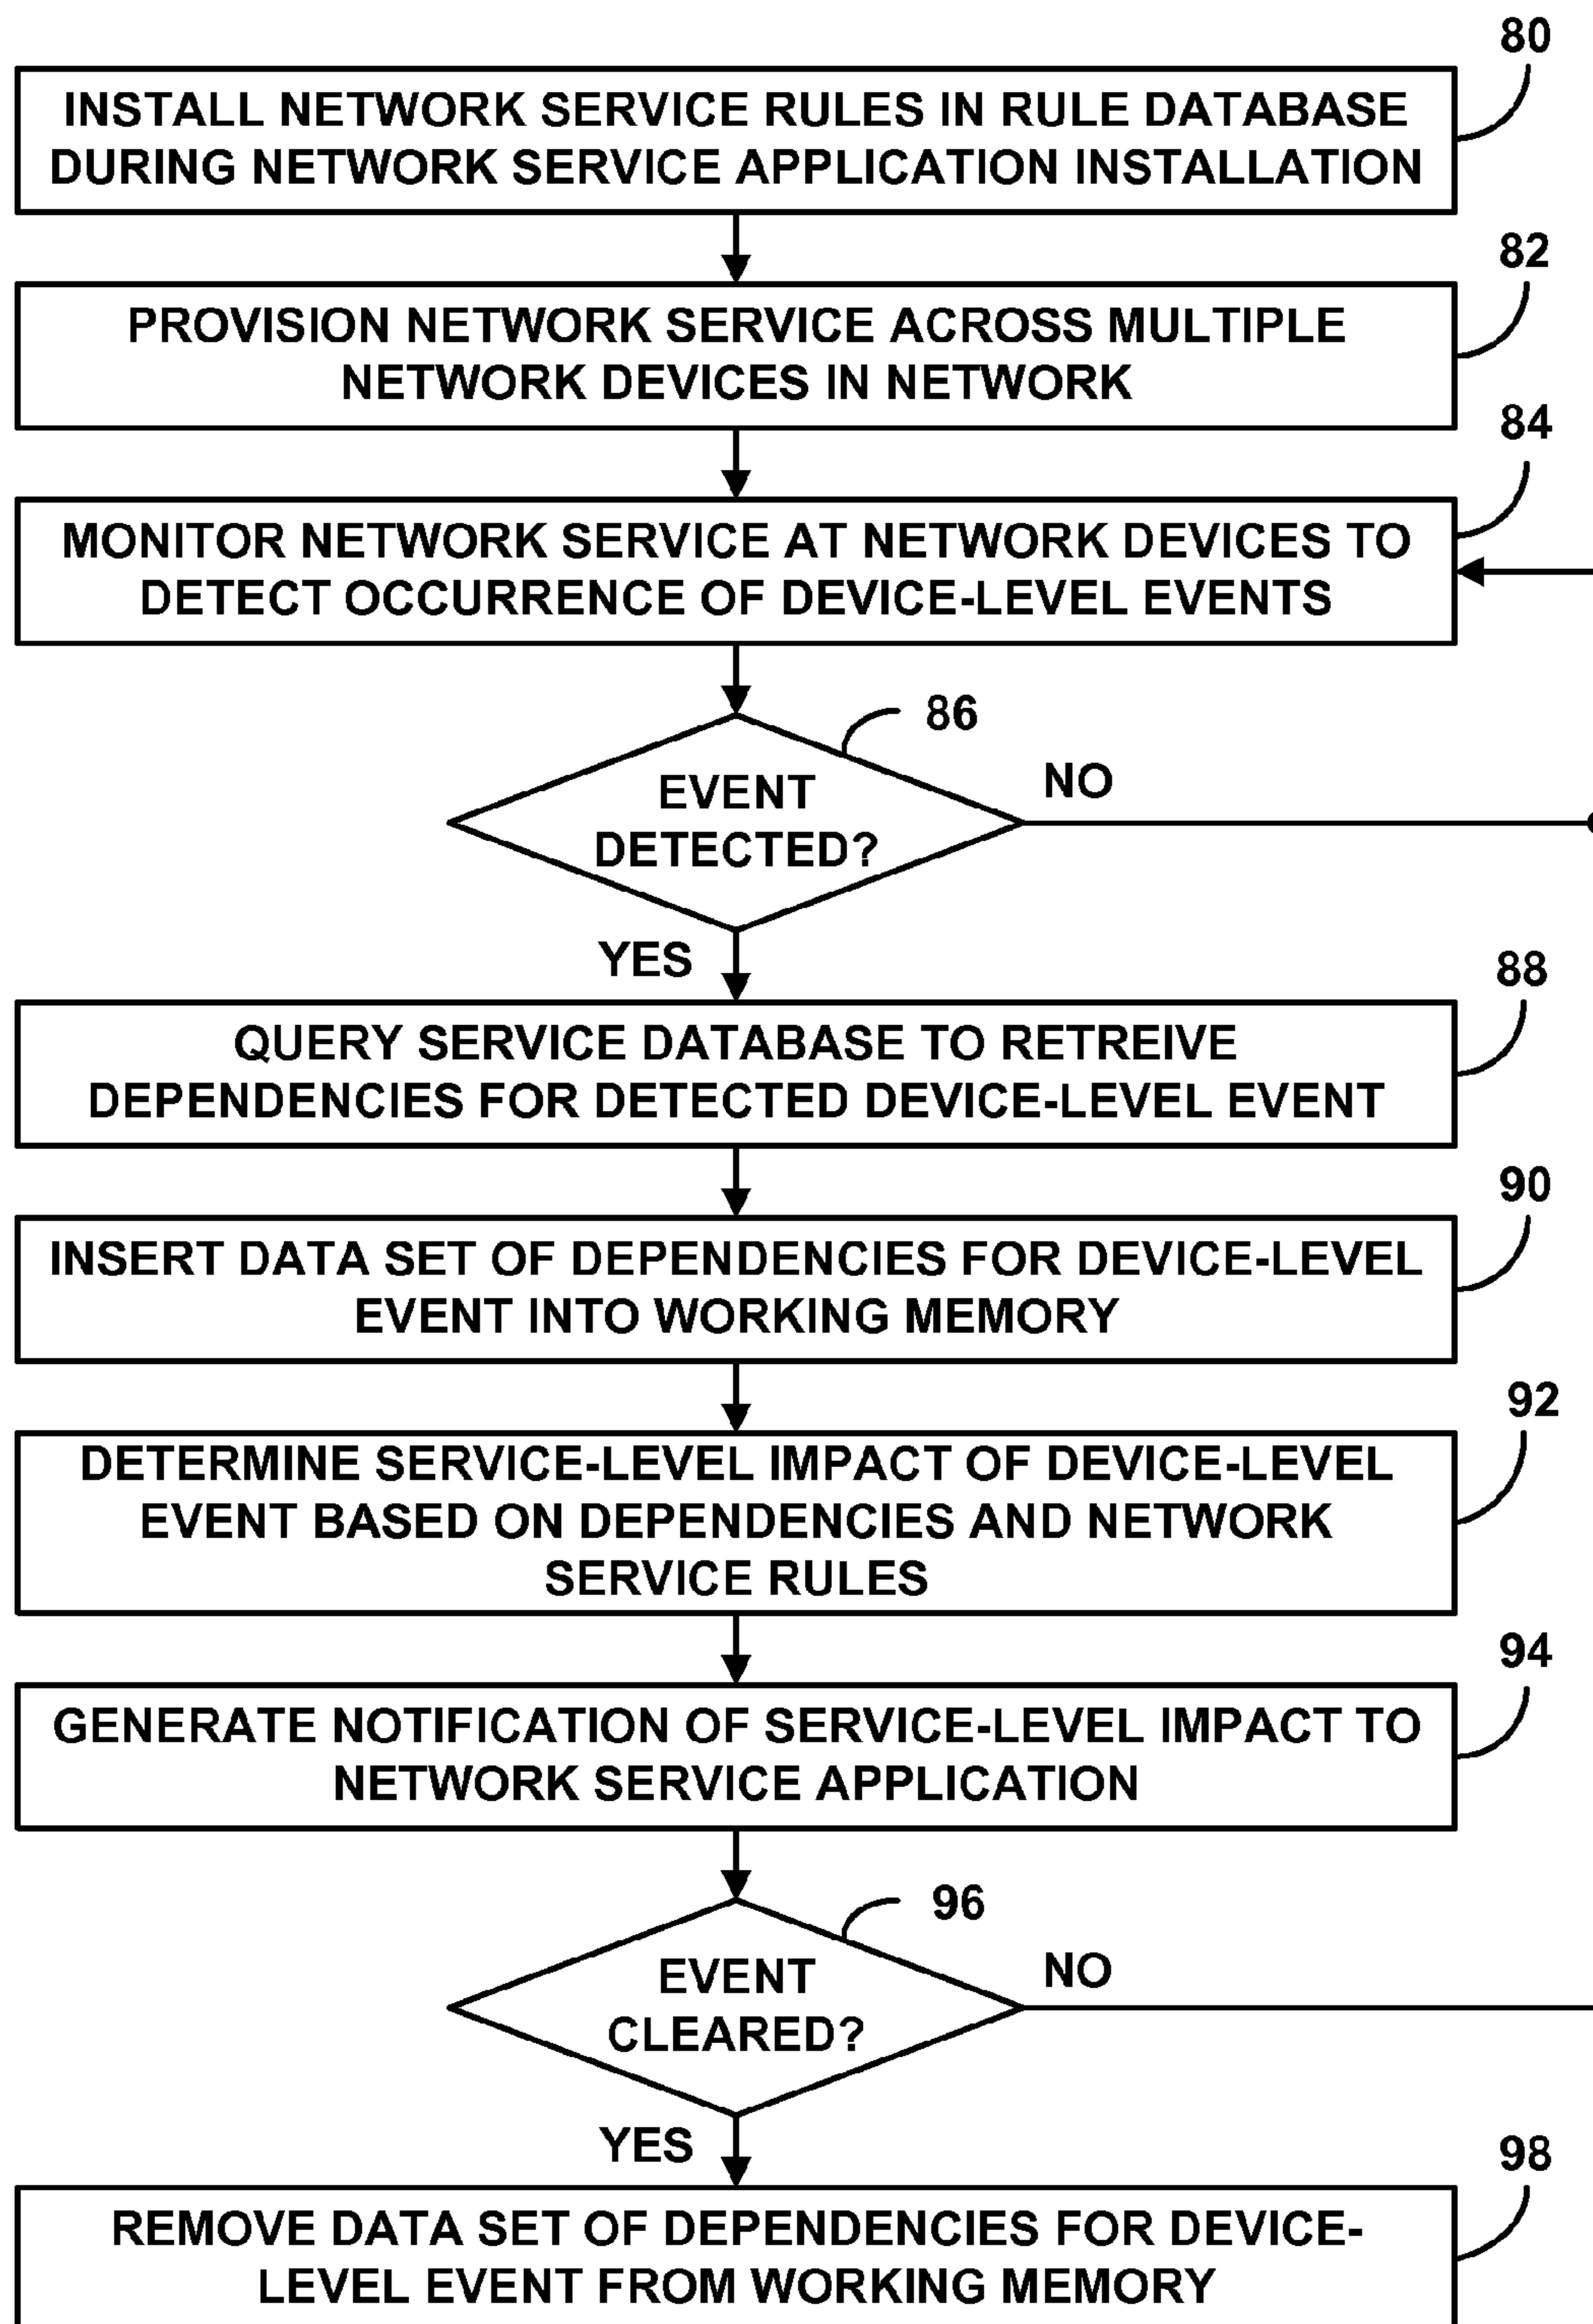 80
INSTALL NETWORK SERVICE RULES IN RULE DATABASE
DURING NETWORK SERVICE APPLICATION INSTALLATION
82
PROVISION NETWORK SERVICE ACROSS MULTIPLE
NETWORK DEVICES IN NETWORK
84
MONITOR NETWORK SERVICE AT NETWORK DEVICES TO
DETECT OCCURRENCE OF DEVICE-LEVEL EVENTS
86
EVENT
DETECTED?
NO
YES
88
QUERY SERVICE DATABASE TO RETREIVE
DEPENDENCIES FOR DETECTED DEVICE-LEVEL EVENT
90
INSERT DATA SET OF DEPENDENCIES FOR DEVICE-LEVEL
EVENT INTO WORKING MEMORY
92
DETERMINE SERVICE-LEVEL IMPACT OF DEVICE-LEVEL
EVENT BASED ON DEPENDENCIES AND NETWORK
SERVICE RULES
94
GENERATE NOTIFICATION OF SERVICE-LEVEL IMPACT TO
NETWORK SERVICE APPLICATION
96
EVENT
CLEARED?
NO
YES
98
REMOVE DATA SET OF DEPENDENCIES FOR DEVICE-
LEVEL EVENT FROM WORKING MEMORY